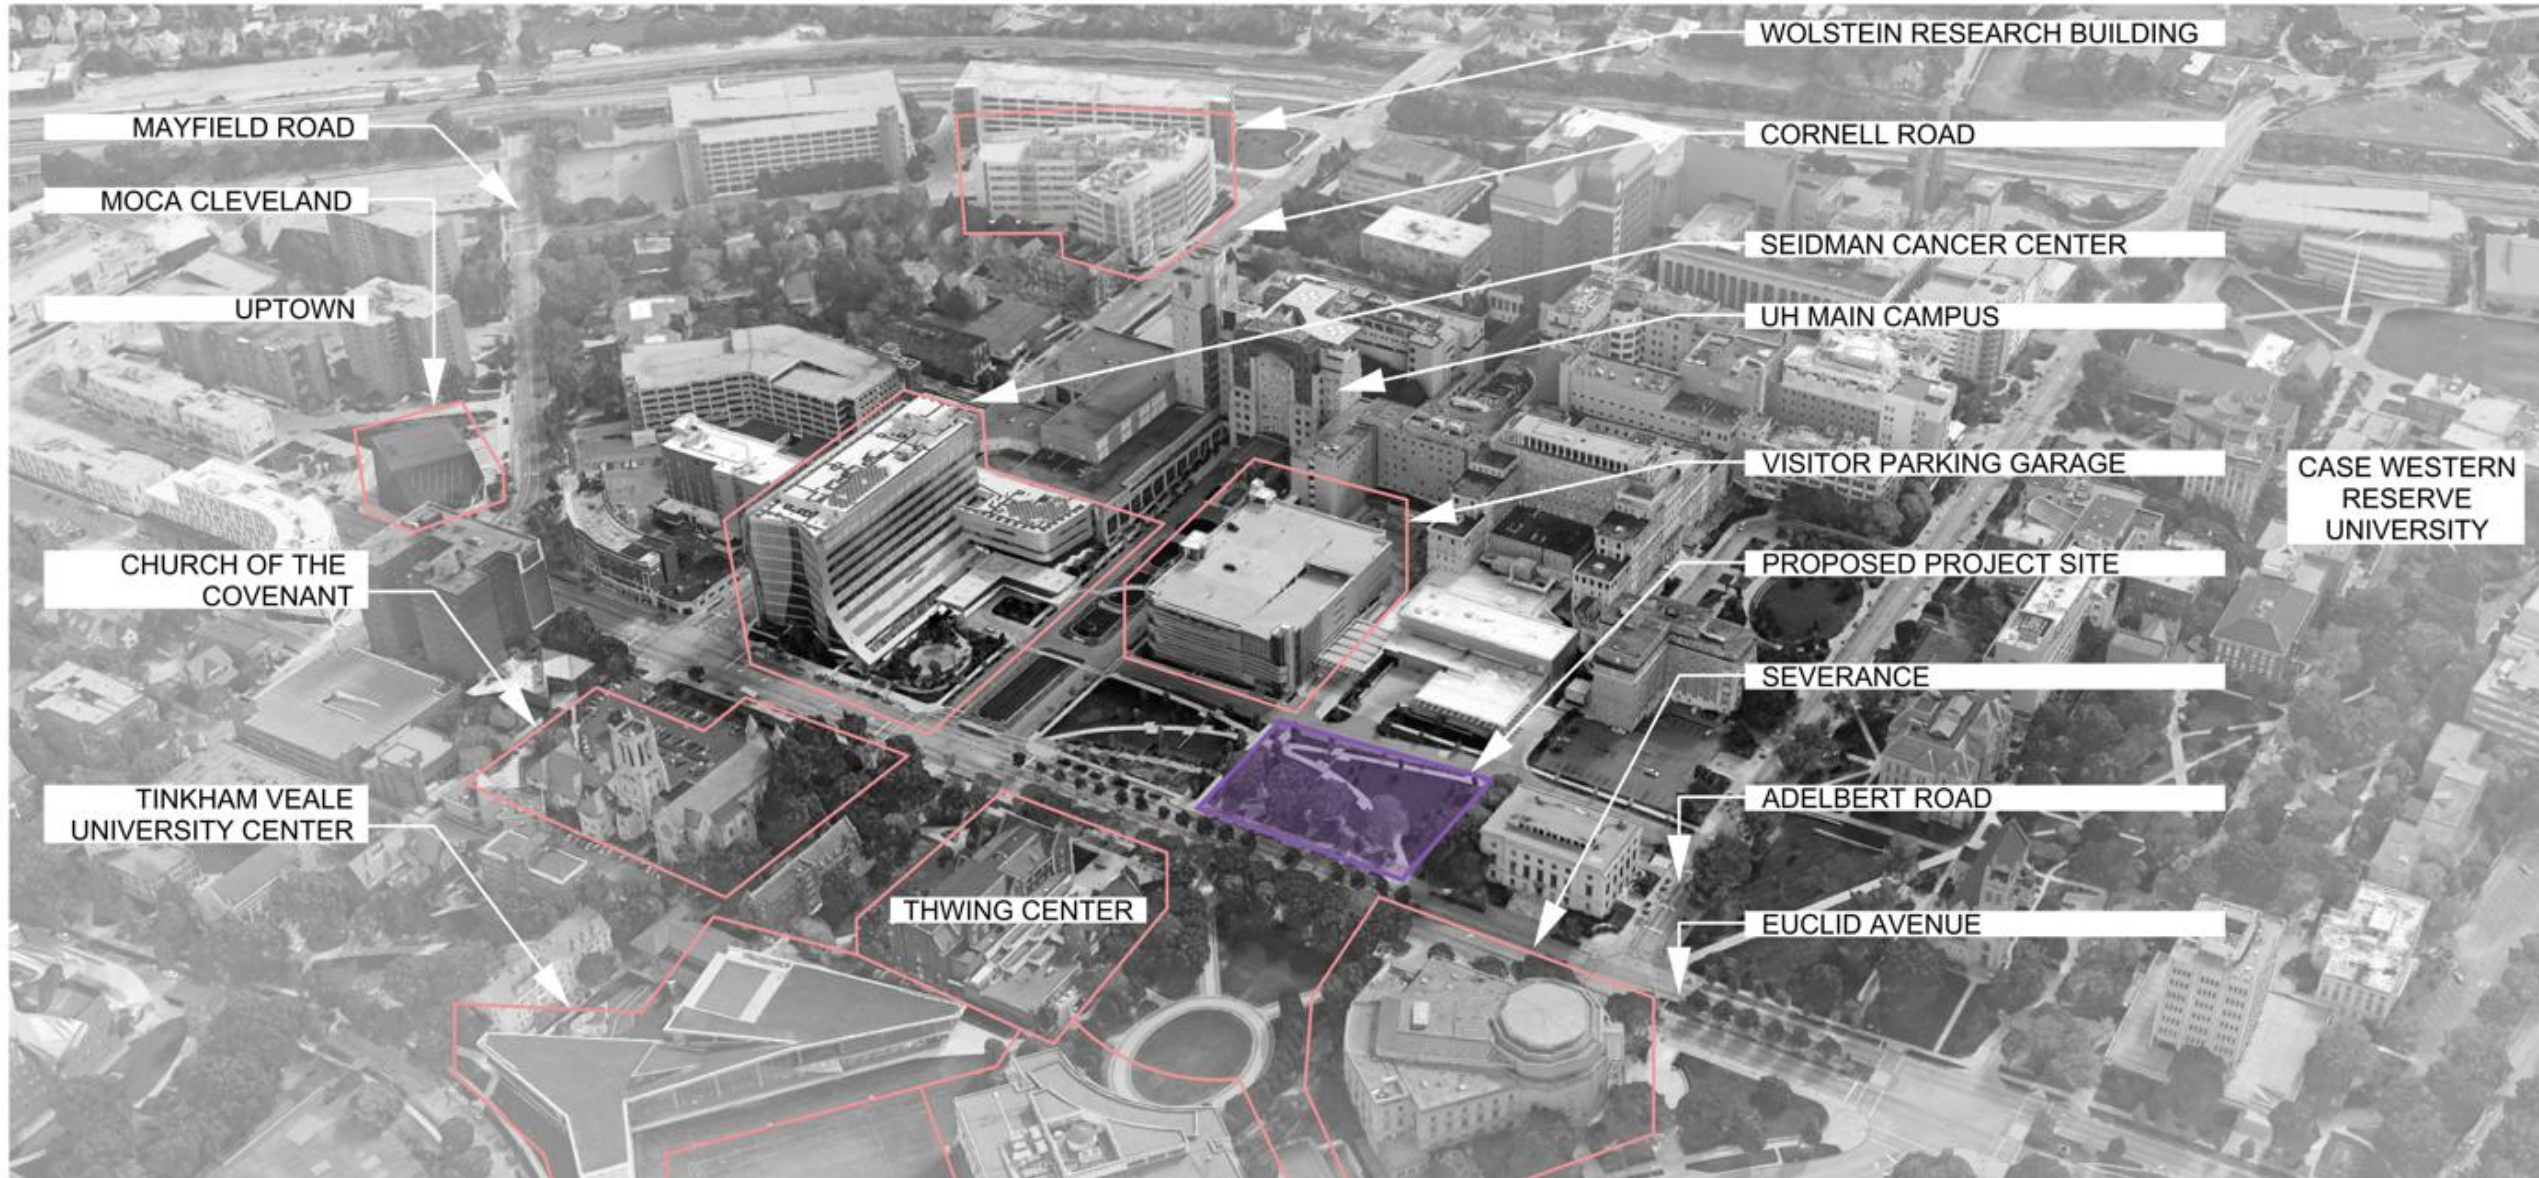 WOLSTEIN RESEARCH BUILDING
MAYFIELD ROAD
CORNELL ROAD
MOCA CLEVELAND
SEIDMAN CANCER CENTER
UPTOWN
UH MAIN CAMPUS
VISITOR PARKING GARAGE
CASE WESTERN
RESERVE
UNIVERSITY
CHURCH OF THE
COVENANT
PROPOSED PROJECT SITE
SEVERANCE
TINKHAM VEALE
UNIVERSITY CENTER
ADELBERT ROAD
THWING CENTER
EUCLID AVENUE